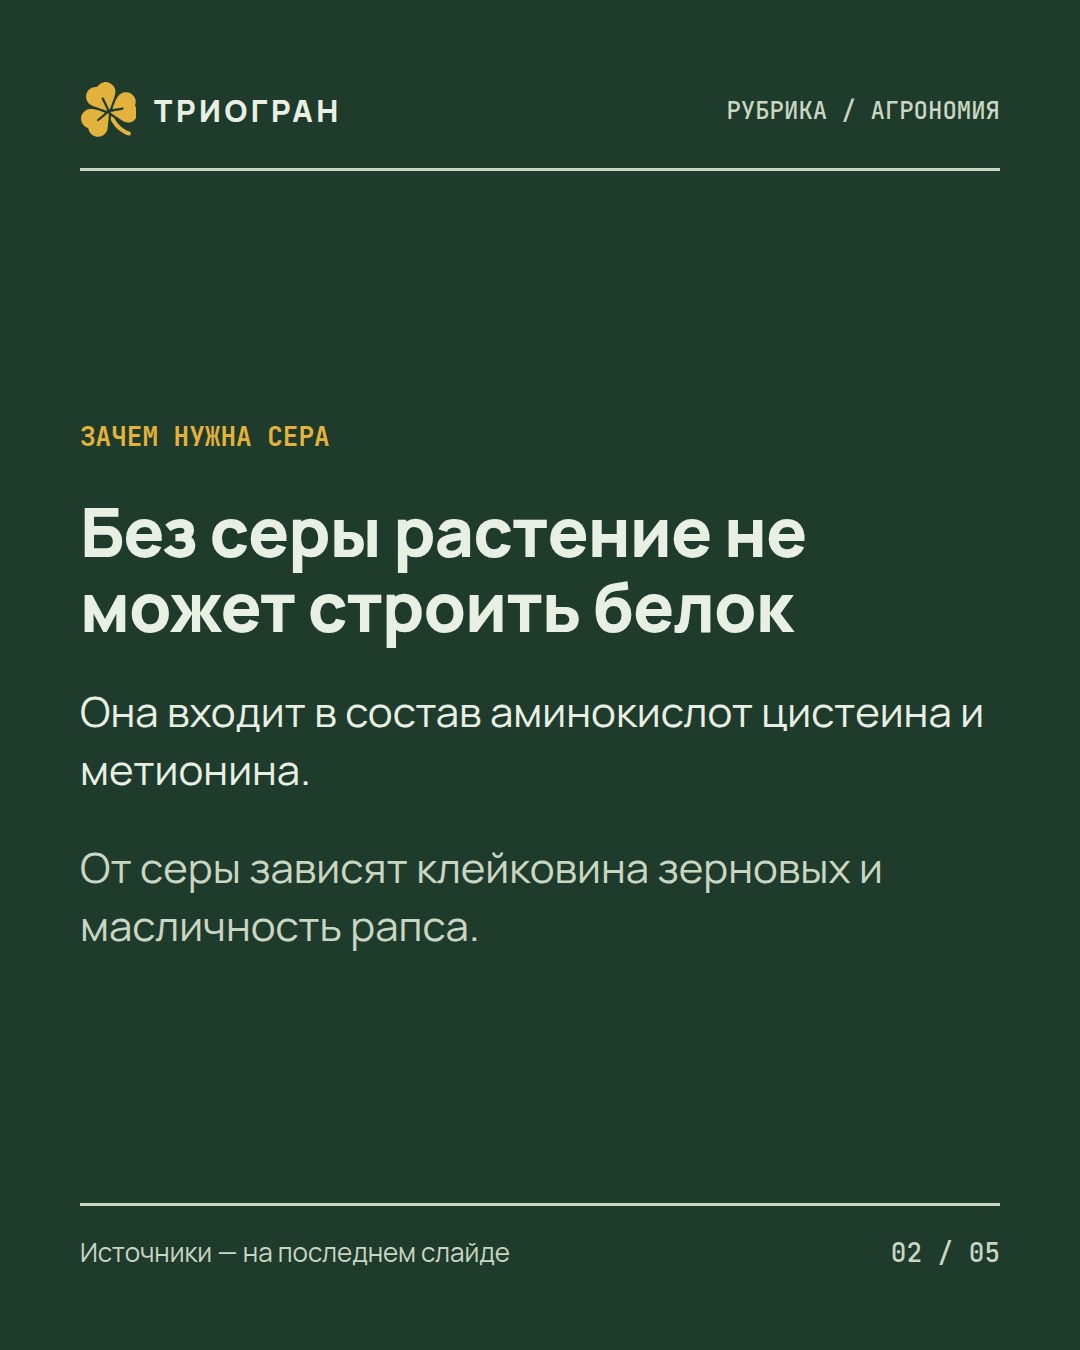 ТРИОГРАН
РУБРИКА / АГРОНОМИЯ
ЗАЧЕМ НУЖНА СЕРА
Без серы растение не
может строить белок
Она входит в состав аминокислот цистеина и
метионина.
От серы зависят клейковина зерновых и
масличность рапса.
Источники — на последнем слайде
02 / 05